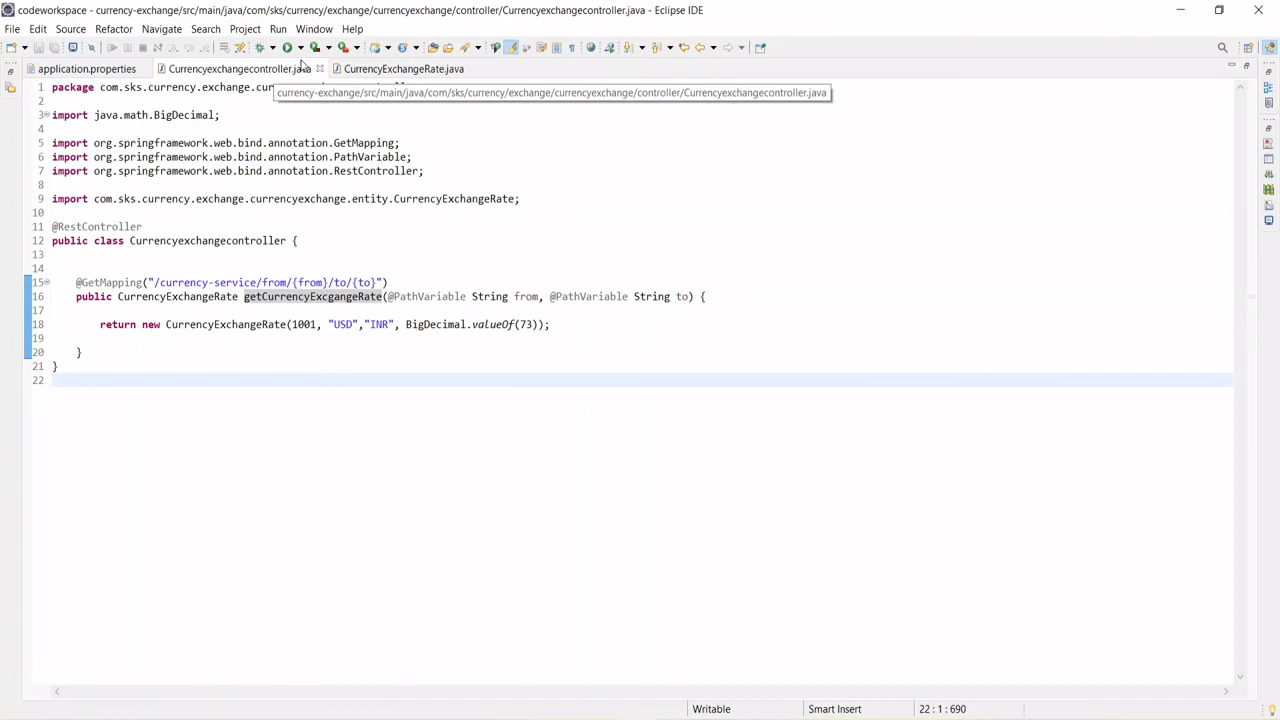 codeworkspace - currency-exchange/src/main/java/com/sks/currency/exchange/currencyexchange/controller/Currencyexchangecontroller.java - Eclipse IDE
File Edit Source Refactor Navigate Search Project Run Window Help
application.properties Currencyexchangecontroller.java CurrencyExchangeRate.java
1 package com.sks.currency.exchange.cur
currency-exchange/src/main/java/com/sks/currency/exchange/currencyexchange/controller/Currencyexchangecontroller.java
2
3 import java.math.BigDecimal;
4
5 import org.springframework.web.bind.annotation.GetMapping;
6 import org.springframework.web.bind.annotation.PathVariable;
7 import org.springframework.web.bind.annotation.RestController;
8
9 import com.sks.currency.exchange.currencyexchange.entity.CurrencyExchangeRate;
10
11 @RestController
12 public class Currencyexchangecontroller {
13
14
15 @GetMapping("/currency-service/from/{from}/to/{to}")
16 public CurrencyExchangeRate getCurrencyExcgangeRate(@PathVariable String from, @PathVariable String to) {
17
18 return new CurrencyExchangeRate(1001, "USD","INR", BigDecimal.valueOf(73));
19
20 }
21 }
22
Writable Smart Insert 22 : 1 : 690